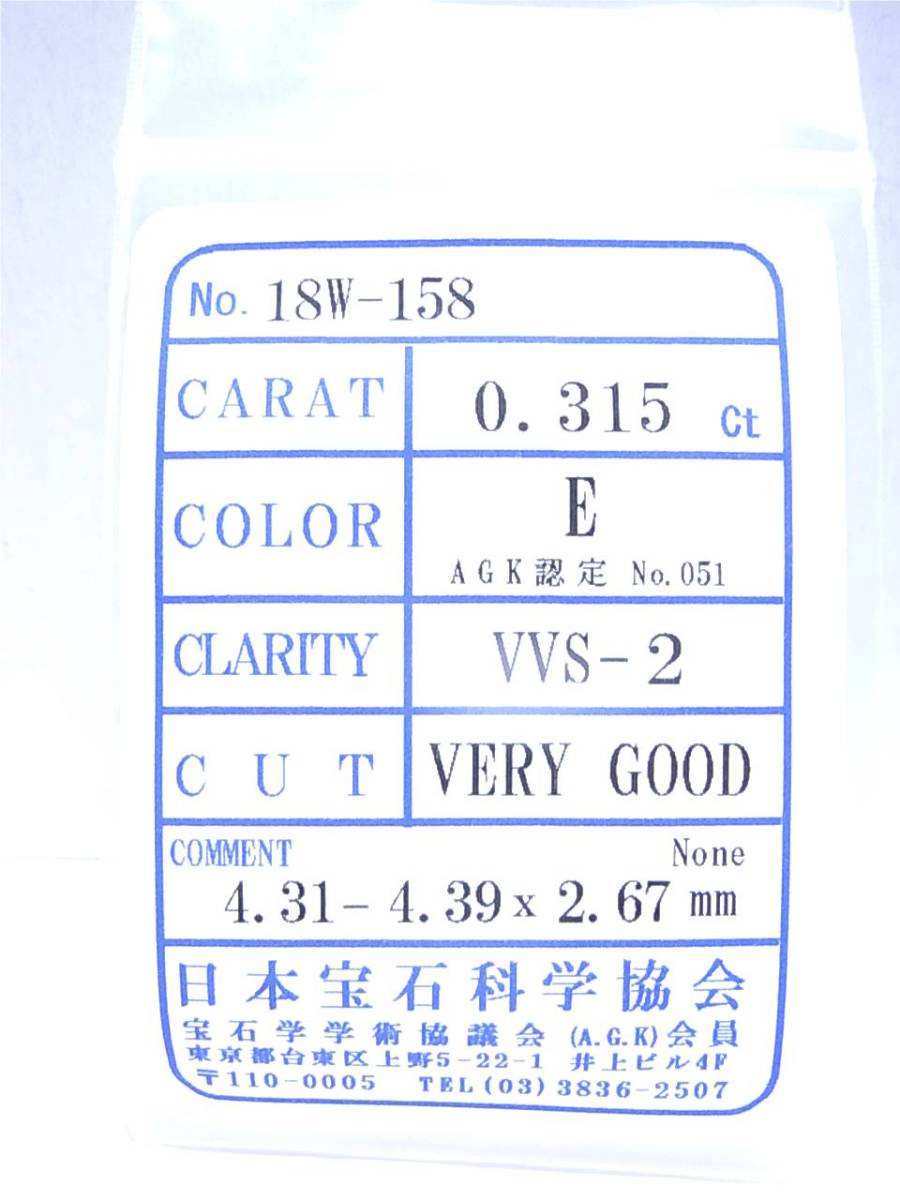 No. 18W-158
CARAT 0.315 Ct
COLOR E
AGK認定 No.051
CLARITY VVS-2
CUT VERY GOOD
COMMENT None
4.31- 4.39 x 2.67 mm
日本宝石科学協会
宝石学学術協議会 (A.G.K)会員
東京都台東区上野5-22-1 井上ビル4F
〒110-0005 TEL(03)3836-2507